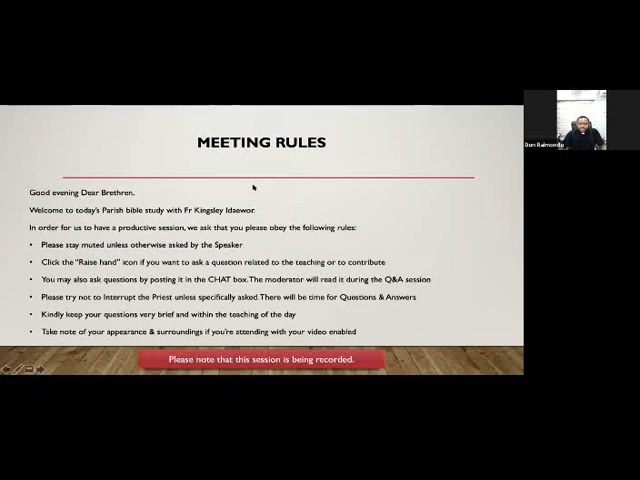 MEETING RULES
Good evening Dear Brethren,
Welcome to today's Parish bible study with Fr Kingsley Idaewor.
In order for us to have a productive session, we ask that you please obey the following rules:
• Please stay muted unless otherwise asked by the Speaker
• Click the "Raise hand" icon if you want to ask a question related to the teaching or to contribute
• You may also ask questions by posting it in the CHAT box. The moderator will read it during the Q&A session
• Please try not to Interrupt the Priest unless specifically asked. There will be time for Questions & Answers
• Kindly keep your questions very brief and within the teaching of the day
• Take note of your appearance & surroundings if you're attending with your video enabled
Please note that this session is being recorded.
Don Raimondu